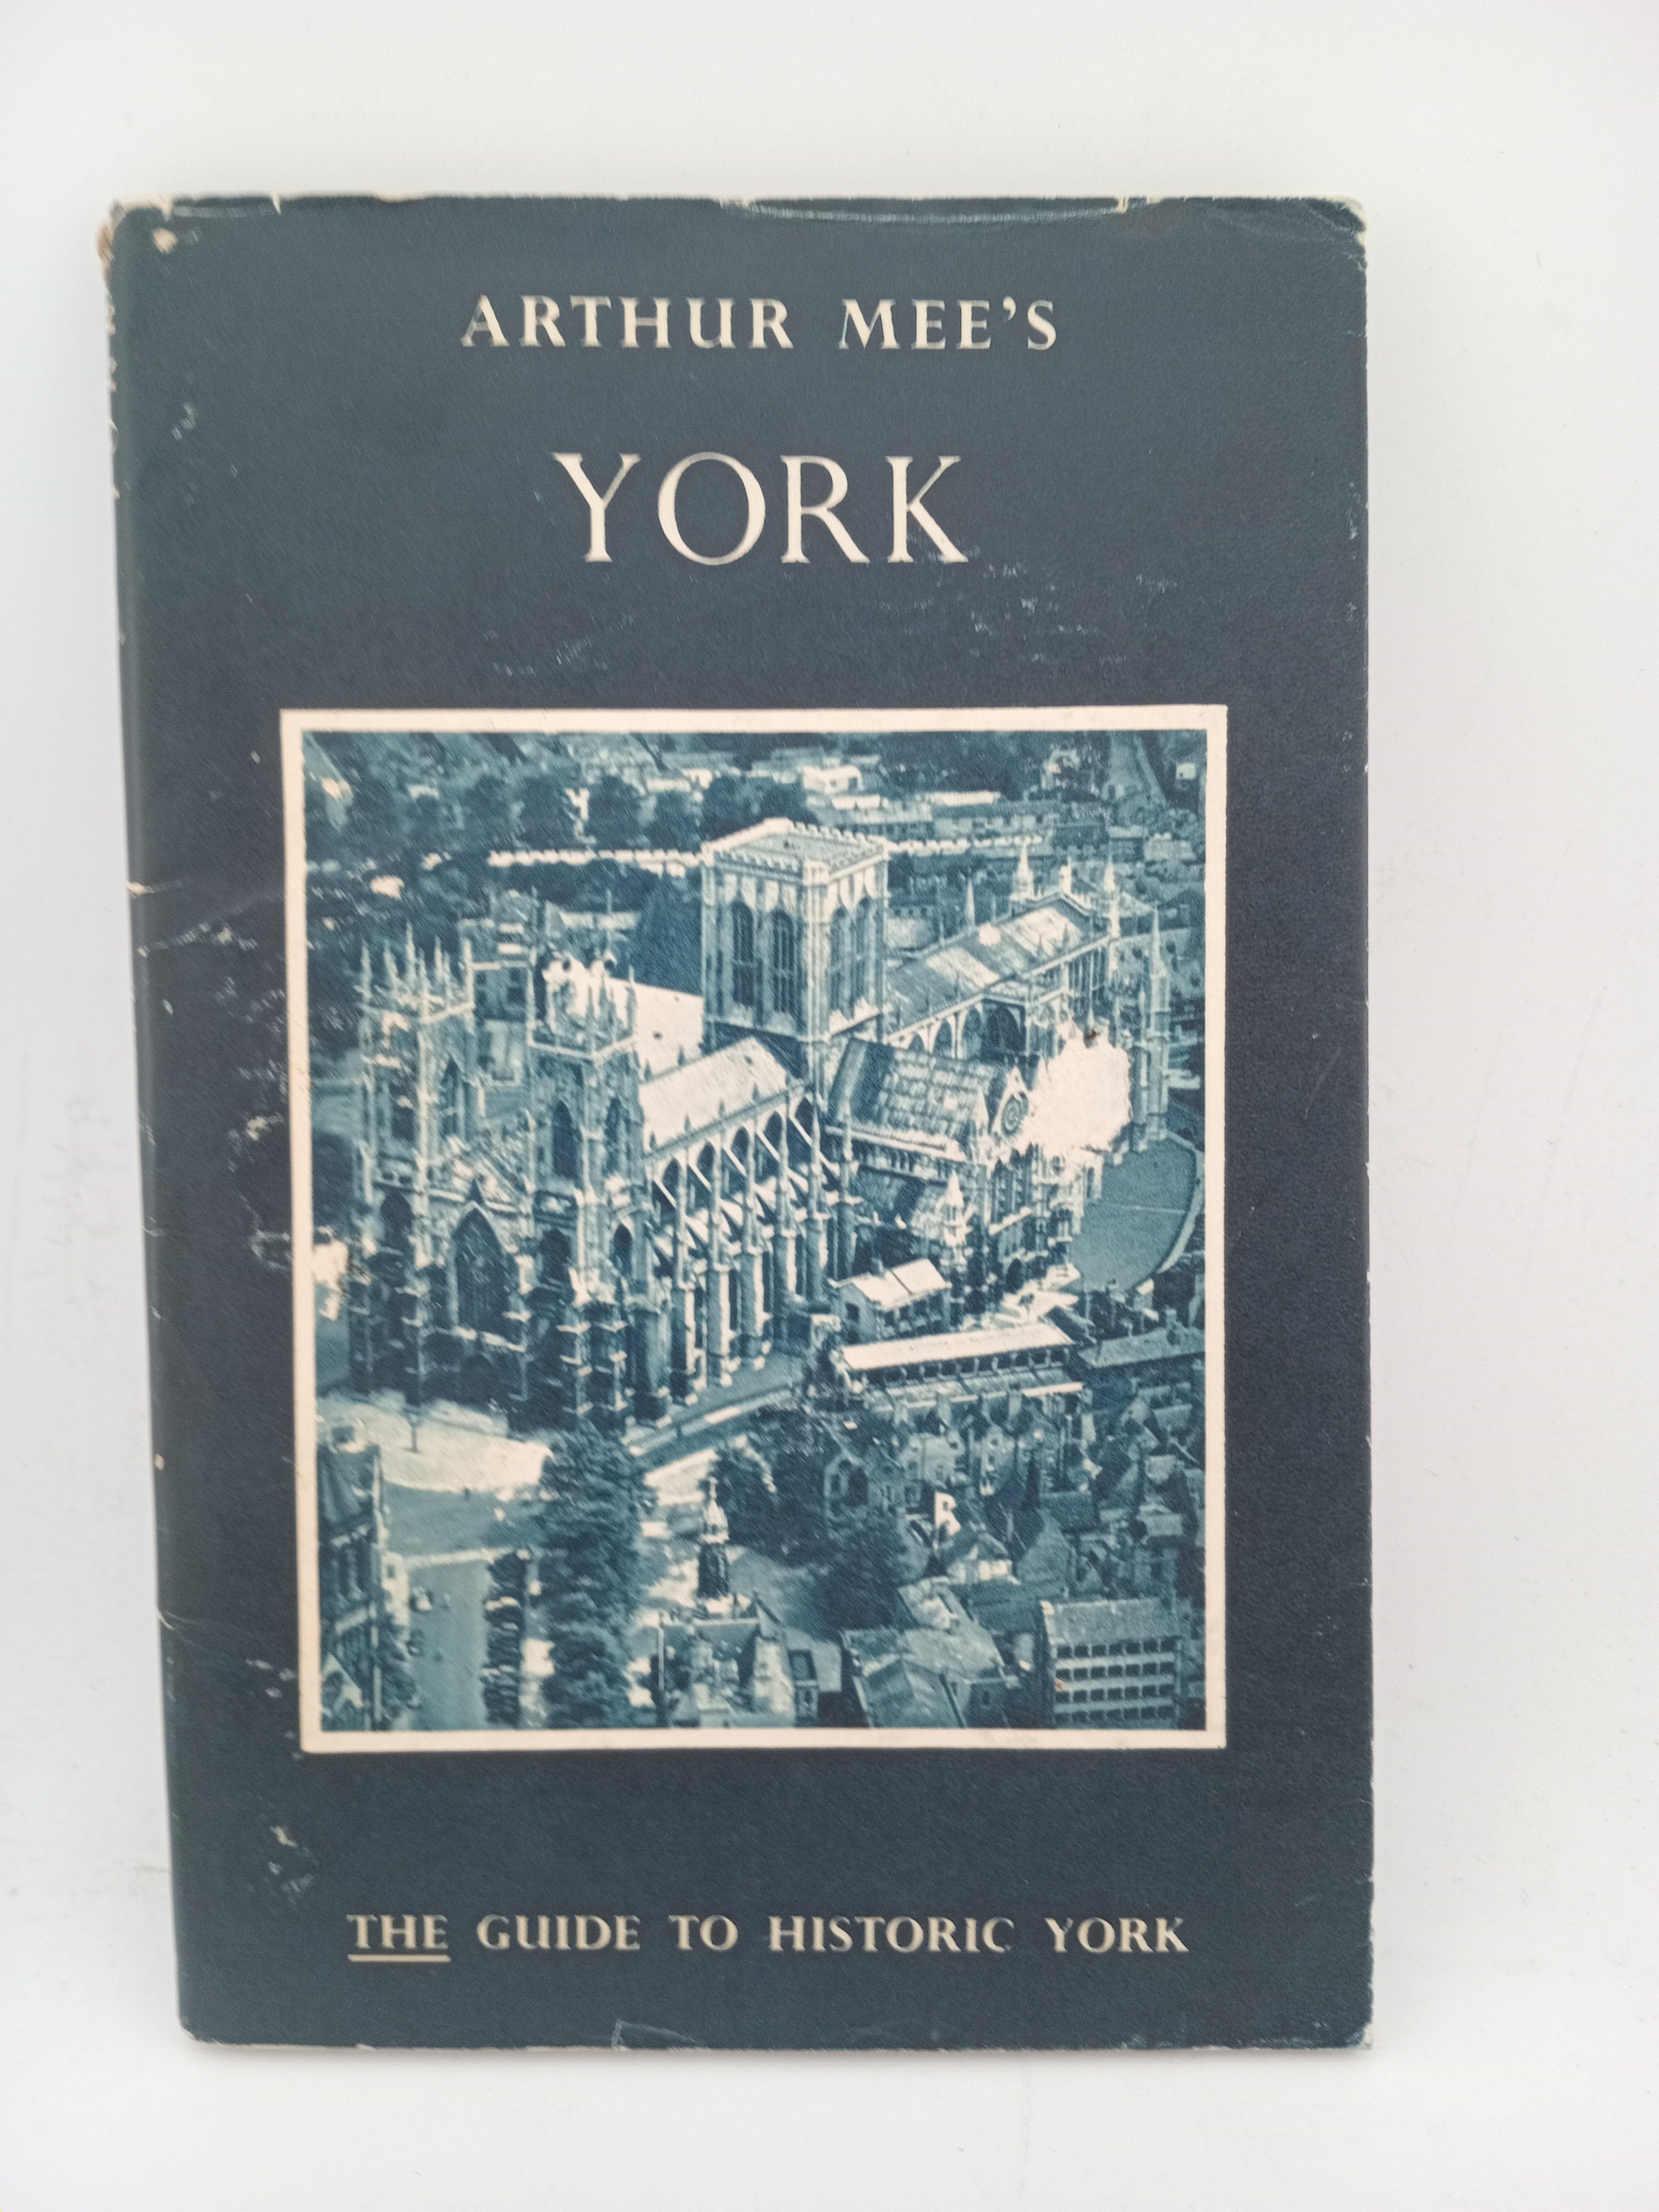 ARTHUR MEE'S
YORK
THE GUIDE TO HISTORIC YORK